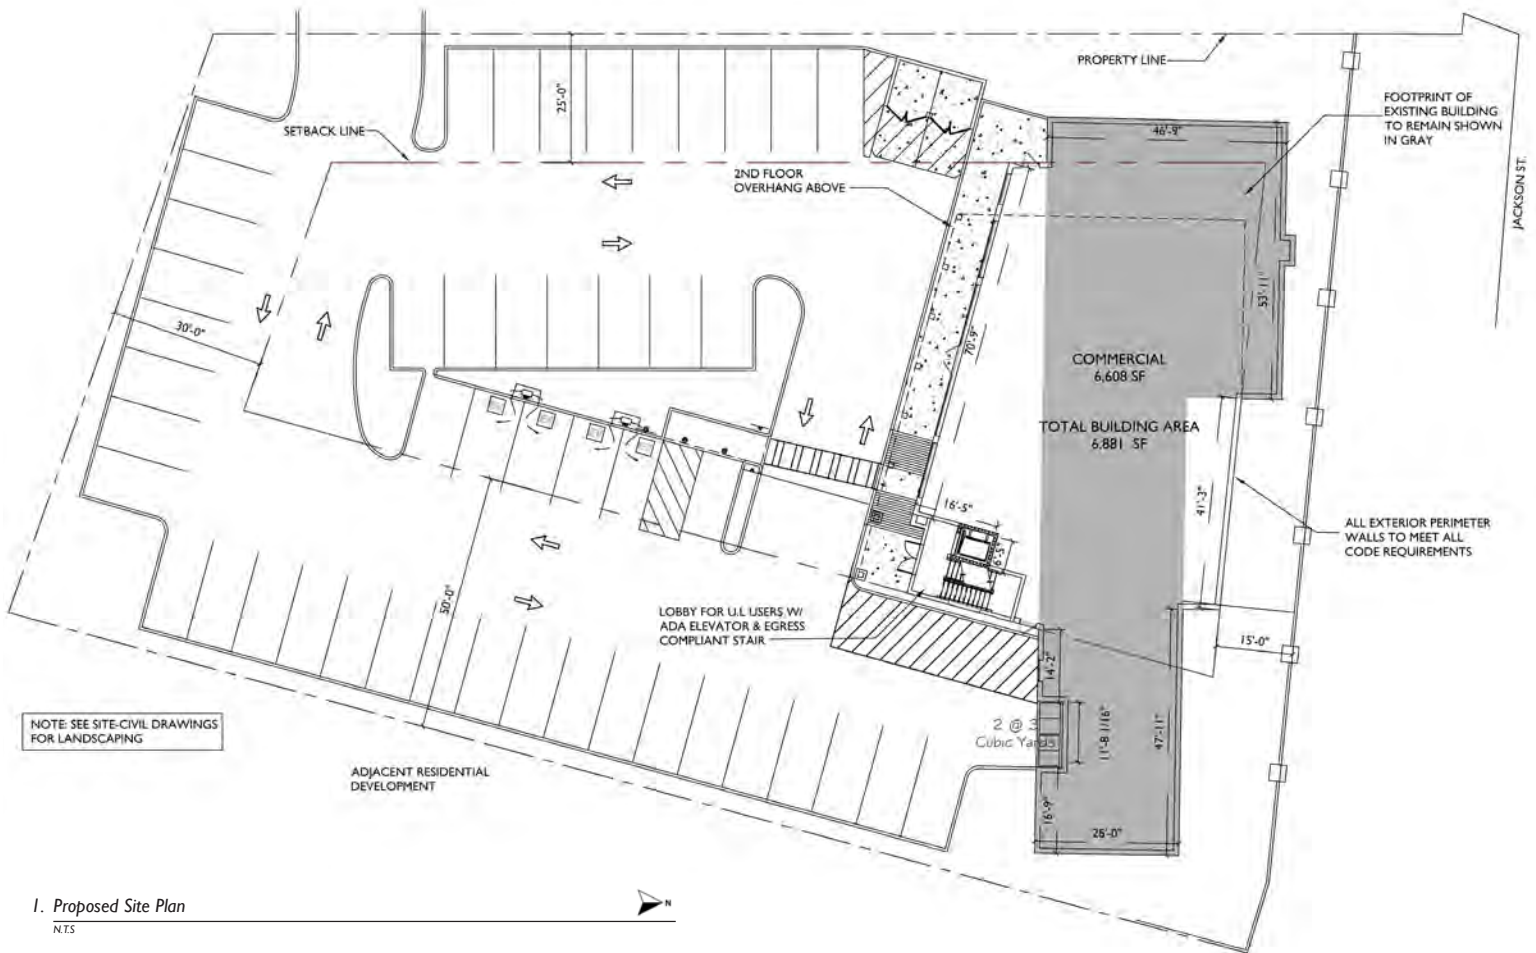 PROPERTY LINE
FOOTPRINT OF
EXISTING BUILDING
TO REMAIN SHOWN
IN GRAY
JACKSON ST.
25'-0"
SETBACK LINE
46'-9"
2ND FLOOR
OVERHANG ABOVE
53'-11"
30'-0"
70'-9"
COMMERCIAL
6,608 SF
TOTAL BUILDING AREA
6,881 SF
41'-3"
16'-5"
6'-5"
ALL EXTERIOR PERIMETER
WALLS TO MEET ALL
CODE REQUIREMENTS
50'-0"
LOBBY FOR U.L USERS W/
ADA ELEVATOR & EGRESS
COMPLIANT STAIR
15'-0"
14'-2"
NOTE: SEE SITE-CIVIL DRAWINGS
FOR LANDSCAPING
2 @ 3
Cubic Yards
11'-8 1/16"
47'-11"
ADJACENT RESIDENTIAL
DEVELOPMENT
16'-9"
26'-0"
1. Proposed Site Plan
N
N.T.S